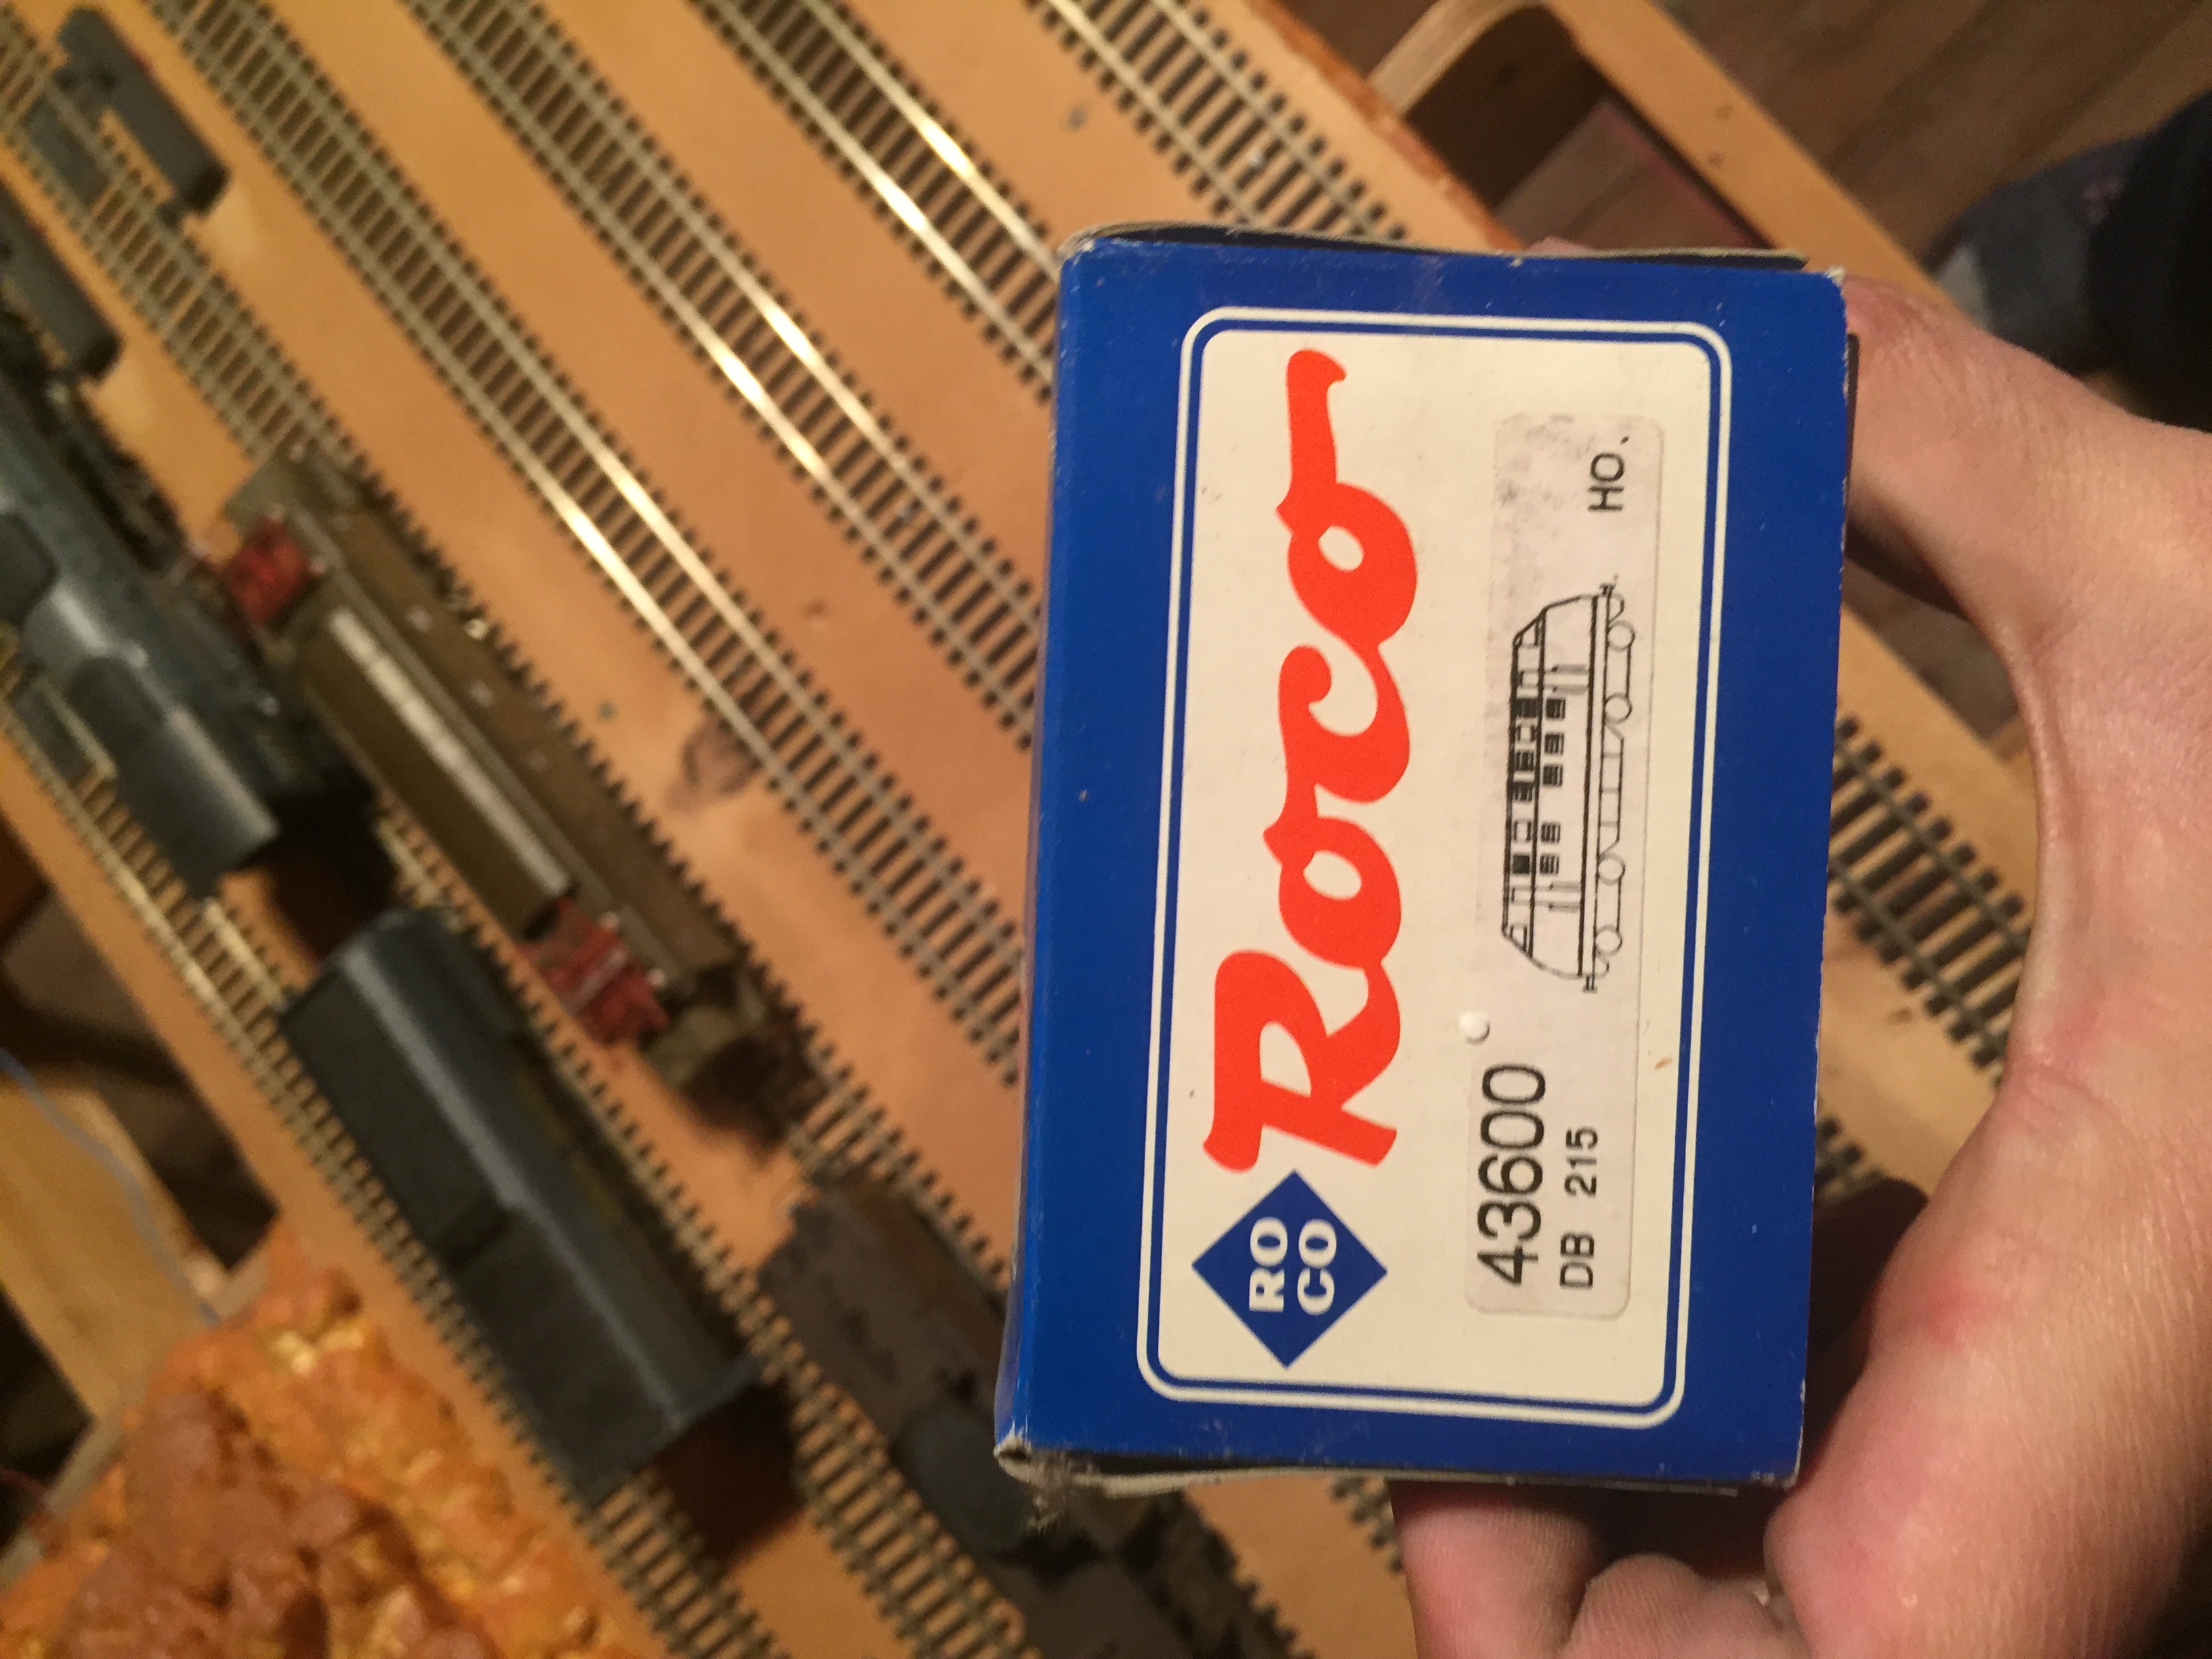 RO
CO
Roco
43600
DB 215
HO.